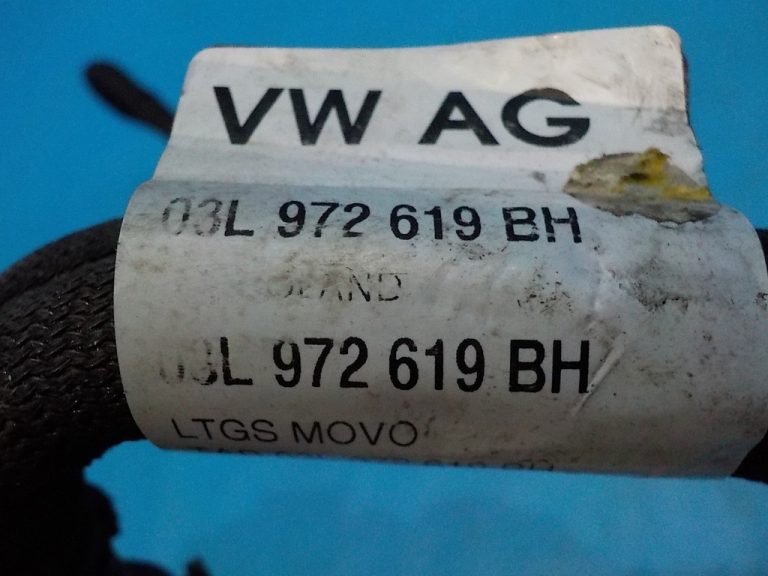 VW AG
03L 972 619 BH
03L 972 619 BH
LTGS MOVO